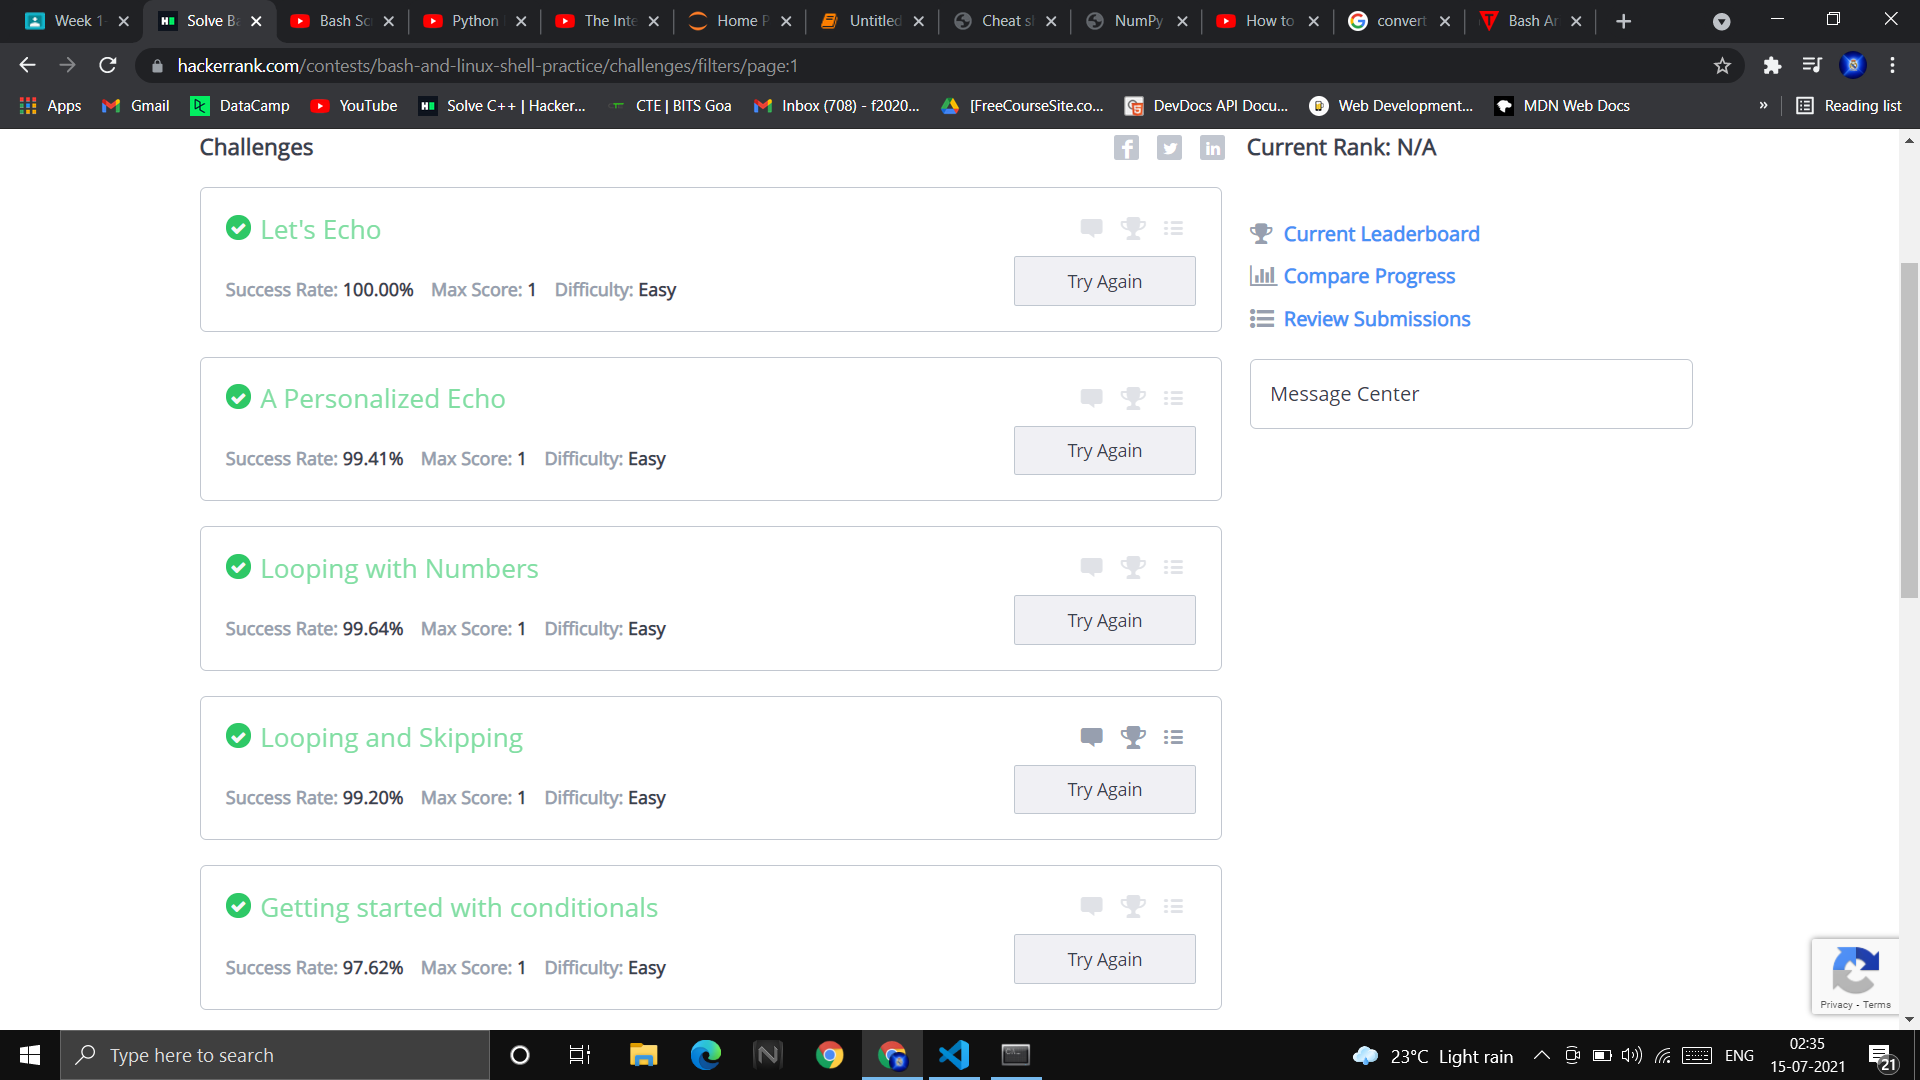 Week 1-
Solve Ba
Bash Scr
Python
The Inte
Home P
Untitled
Cheat sh
NumPy
How to
convert
Bash Ar
hackerrank.com/contests/bash-and-linux-shell-practice/challenges/filters/page:1
Apps
Gmail
DataCamp
YouTube
Solve C++ | Hacker...
CTE | BITS Goa
Inbox (708) - f2020...
[FreeCourseSite.co...
DevDocs API Docu...
Web Development...
MDN Web Docs
»
Reading list
Challenges
Current Rank: N/A
Let's Echo
Success Rate: 100.00% Max Score: 1 Difficulty: Easy
Try Again
Current Leaderboard
Compare Progress
Review Submissions
Message Center
A Personalized Echo
Success Rate: 99.41% Max Score: 1 Difficulty: Easy
Try Again
Looping with Numbers
Success Rate: 99.64% Max Score: 1 Difficulty: Easy
Try Again
Looping and Skipping
Success Rate: 99.20% Max Score: 1 Difficulty: Easy
Try Again
Getting started with conditionals
Success Rate: 97.62% Max Score: 1 Difficulty: Easy
Try Again
Privacy - Terms
Type here to search
23°C Light rain
ENG
02:35
15-07-2021
21